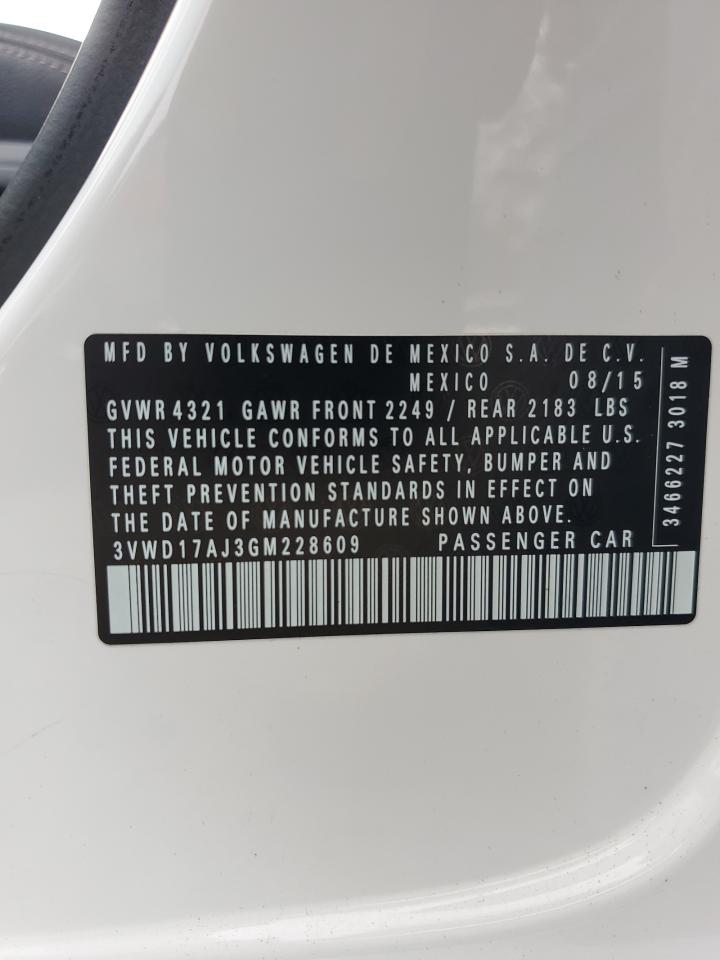 MFD BY VOLKSWAGEN DE MEXICO S.A. DE C.V.
MEXICO 08/15
GVWR 4321 GAWR FRONT 2249 / REAR 2183 LBS
THIS VEHICLE CONFORMS TO ALL APPLICABLE U.S.
FEDERAL MOTOR VEHICLE SAFETY, BUMPER AND
THEFT PREVENTION STANDARDS IN EFFECT ON
THE DATE OF MANUFACTURE SHOWN ABOVE.
3VWD17AJ3GM228609 PASSENGER CAR
3466227 3018 M